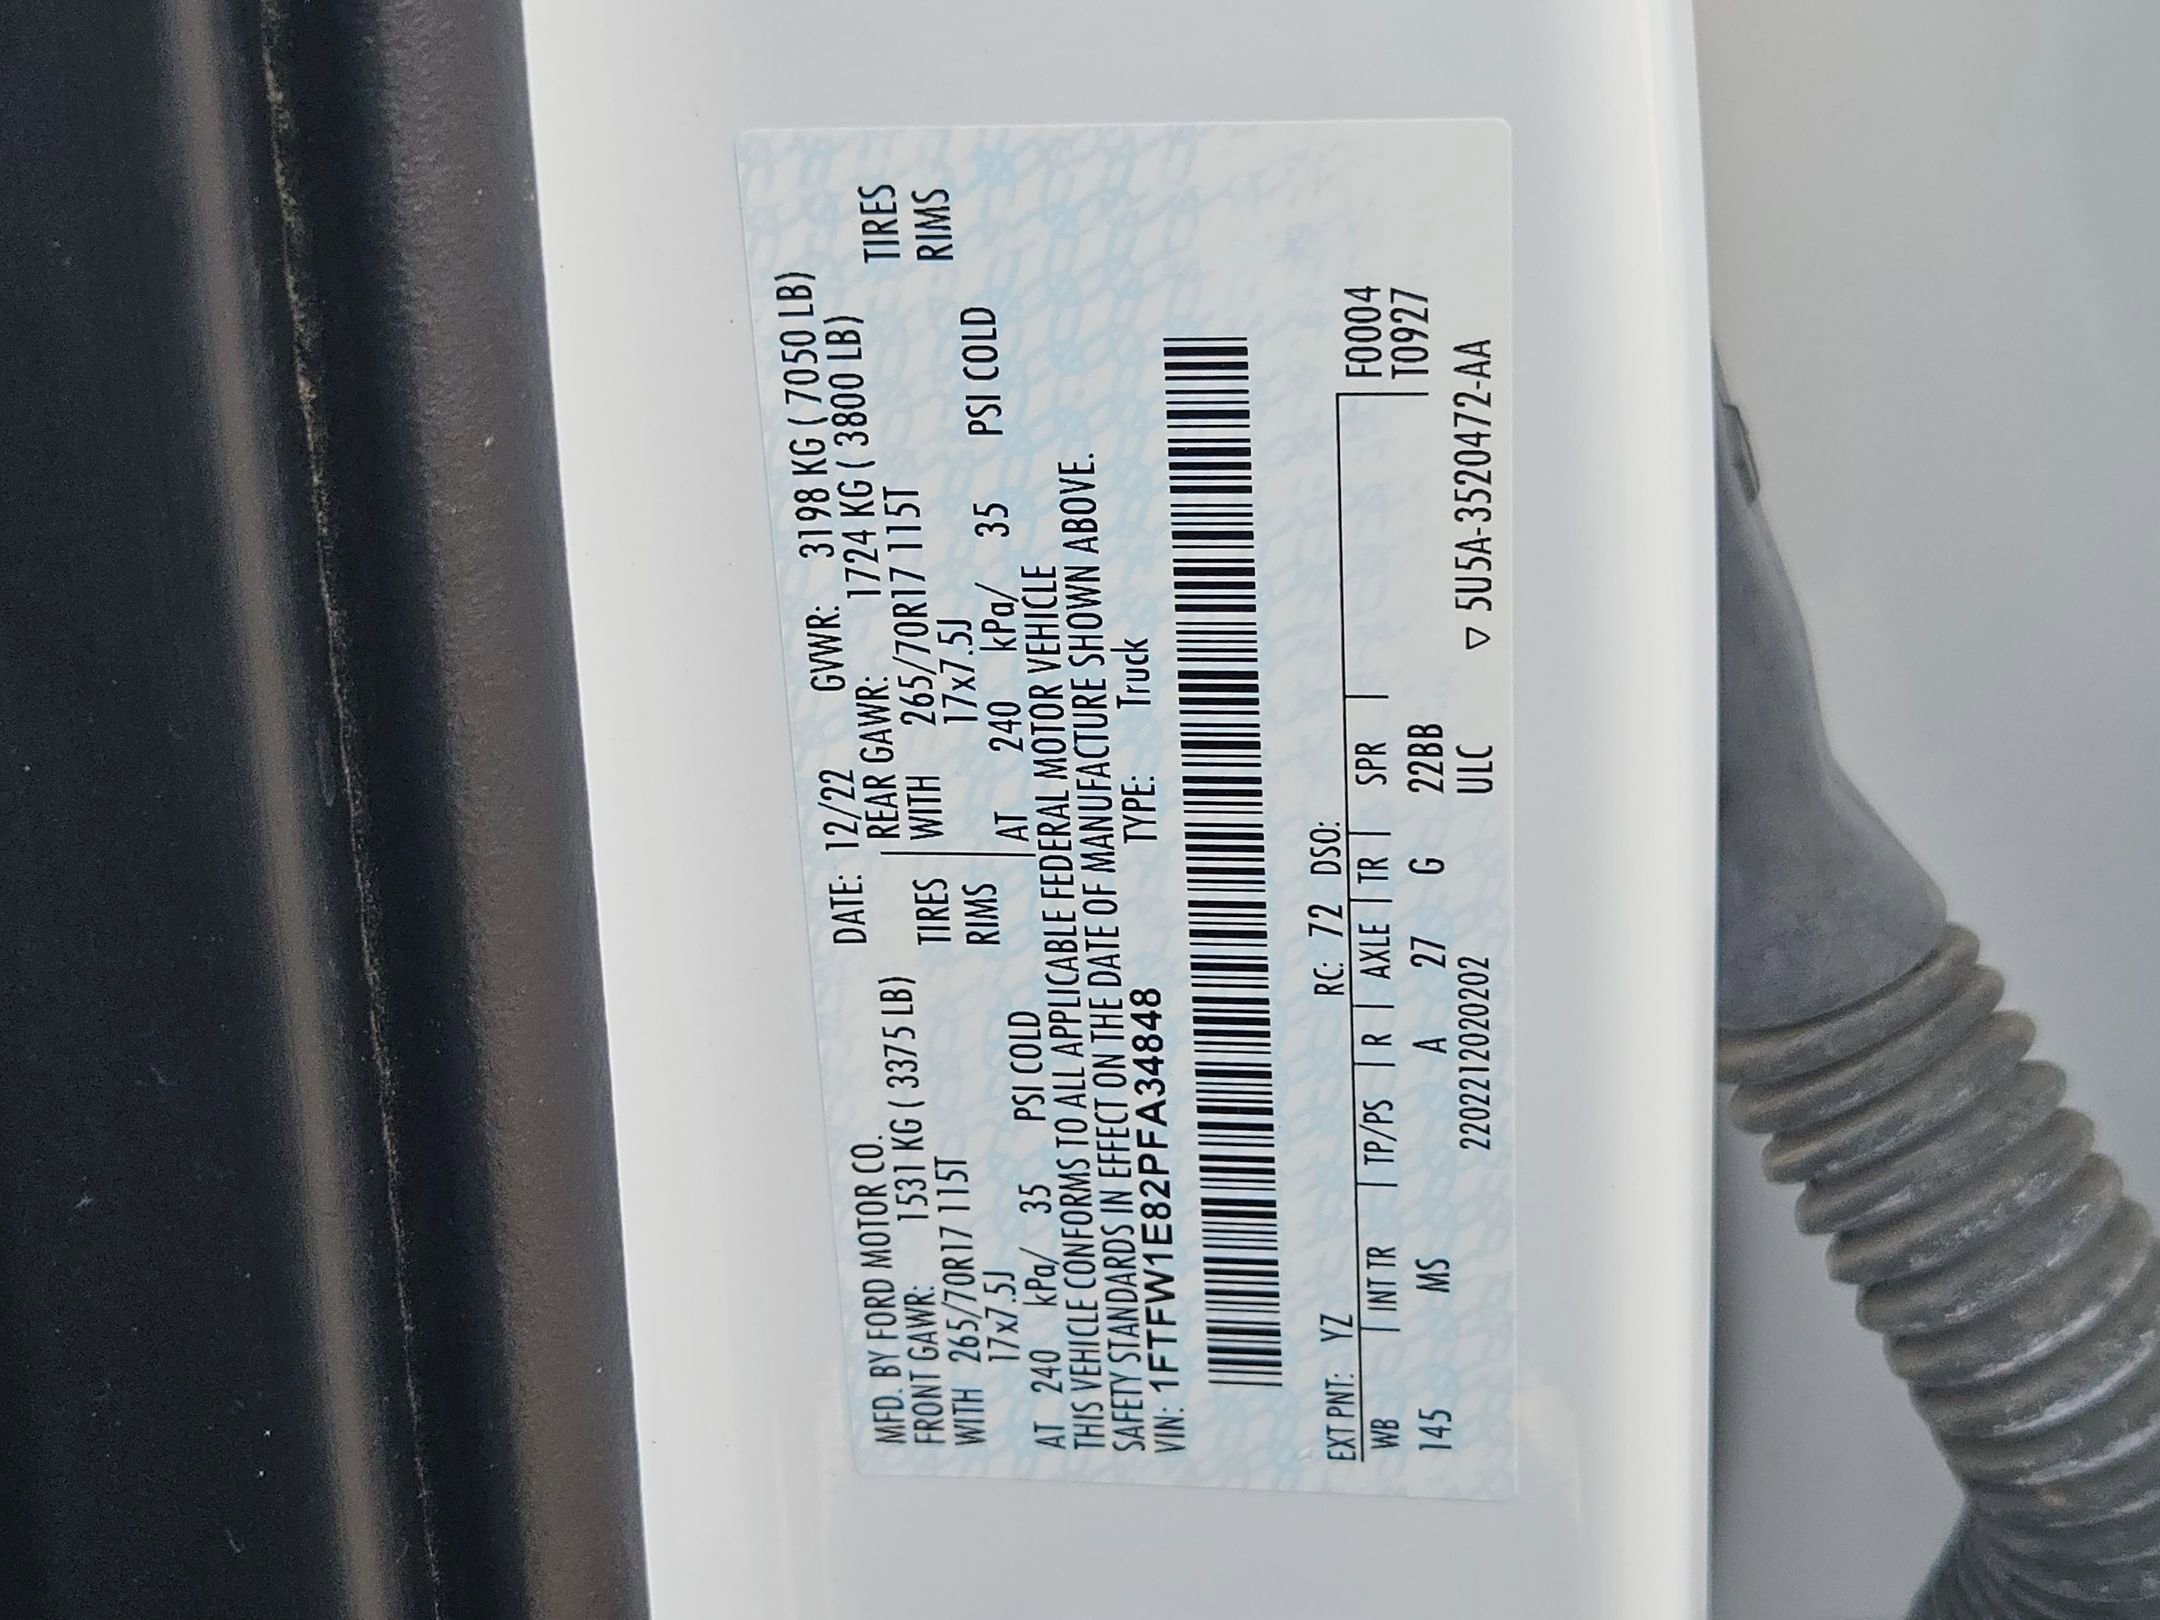 MFD. BY FORD MOTOR CO. DATE: 12/22 GVWR: 3198 KG ( 7050 LB)
FRONT GAWR: 1531 KG ( 3375 LB) REAR GAWR: 1724 KG ( 3800 LB)
WITH 265/70R17 115T TIRES WITH 265/70R17 115T TIRES
17x7.5J RIMS 17x7.5J RIMS
AT 240 kPa/ 35 PSI COLD AT 240 kPa/ 35 PSI COLD
THIS VEHICLE CONFORMS TO ALL APPLICABLE FEDERAL MOTOR VEHICLE
SAFETY STANDARDS IN EFFECT ON THE DATE OF MANUFACTURE SHOWN ABOVE.
VIN: 1FTFW1E82PFA34848 TYPE: Truck
EXT PNT: YZ RC: 72 DSO:
WB INT TR TP/PS R AXLE TR SPR F0004
145 MS A 27 G 22BB T0927
220221202020202 ULC ▽ 5U5A-3520472-AA